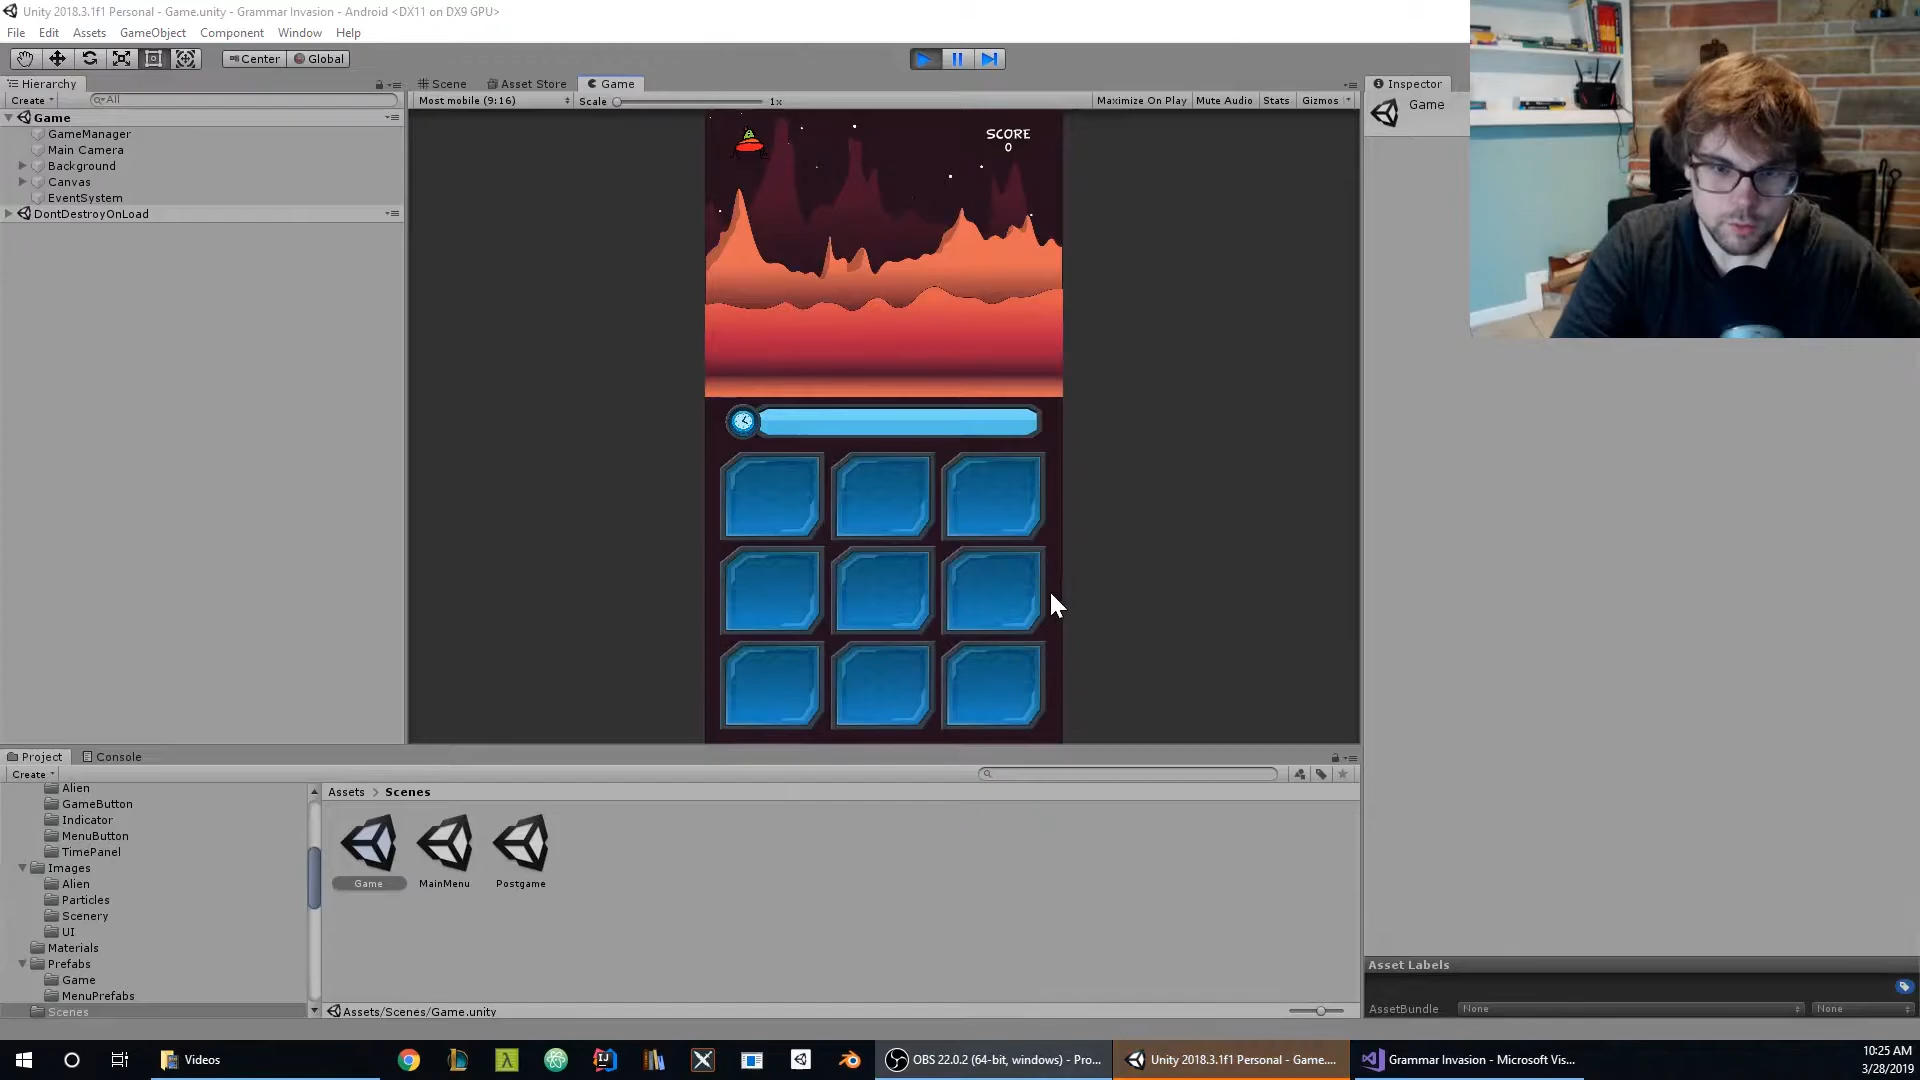 Unity 2018.3.1f1 Personal - Game.unity - Grammar Invasion - Android <DX11 on DX9 GPU>
File Edit Assets GameObject Component Window Help
Center Global
Hierarchy
Scene Asset Store Game
Inspector
Create All
Most mobile (9:16) Scale 1x Maximize On Play Mute Audio Stats Gizmos
Game
Game
GameManager
Main Camera
Background
Canvas
EventSystem
DontDestroyOnLoad
SCORE
0
Project Console
Create
Assets > Scenes
Alien
GameButton
Indicator
MenuButton
TimePanel
Images
Alien
Particles
Scenery
UI
Materials
Prefabs
Game
MenuPrefabs
Scenes
Game MainMenu Postgame
Assets/Scenes/Game.unity
Asset Labels
AssetBundle None None
Videos
OBS 22.0.2 (64-bit, windows) - Pro...
Unity 2018.3.1f1 Personal - Game....
Grammar Invasion - Microsoft Vis...
10:25 AM
3/28/2019